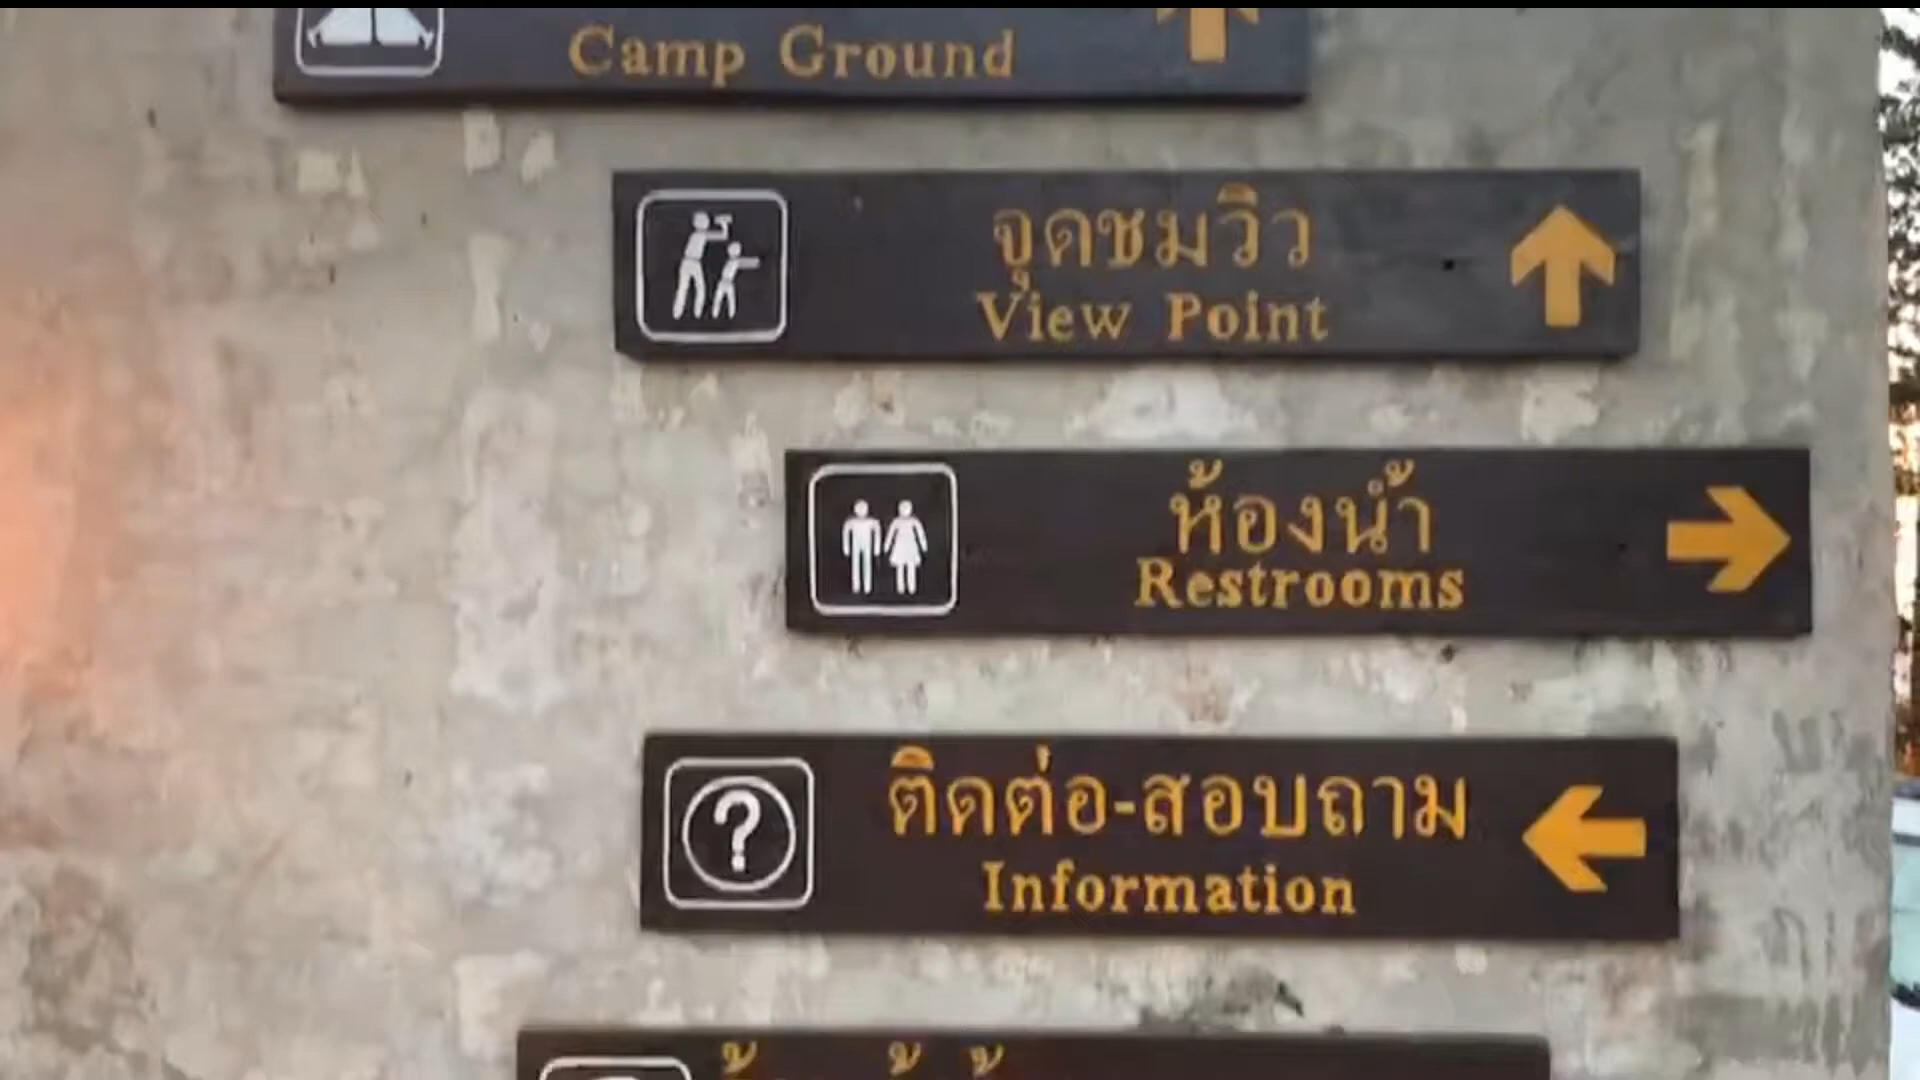 Camp Ground
จุดชมวิว
View Point
ห้องน้ำ
Restrooms
ติดต่อ-สอบถาม
Information